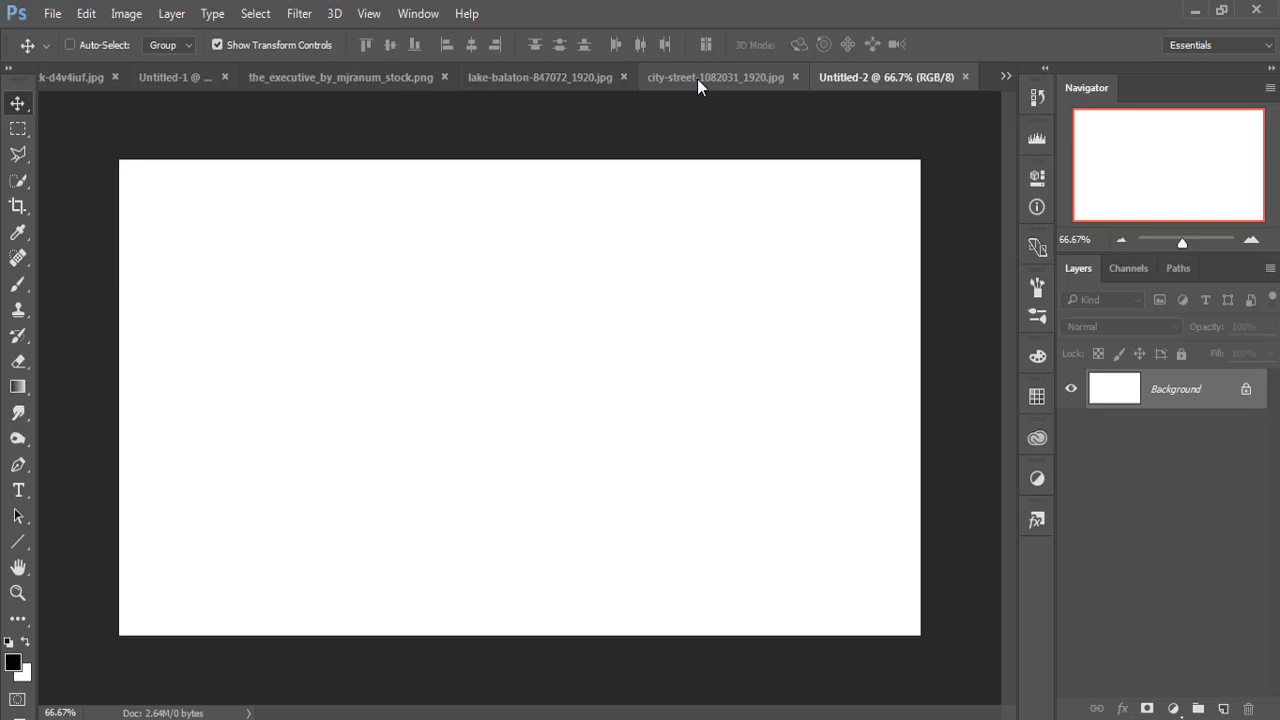 Ps File Edit Image Layer Type Select Filter 3D View Window Help
Auto-Select: Group Show Transform Controls 3D Mode: Essentials
ck-d4v4iuf.jpg Untitled-1 @ ... the_executive_by_mjranum_stock.png lake-balaton-847072_1920.jpg city-street-1082031_1920.jpg Untitled-2 @ 66.7% (RGB/8)
Navigator
66.67%
Layers Channels Paths
Kind
Normal Opacity: 100%
Lock: Fill: 100%
Background
66.67% Doc: 2.64M/0 bytes